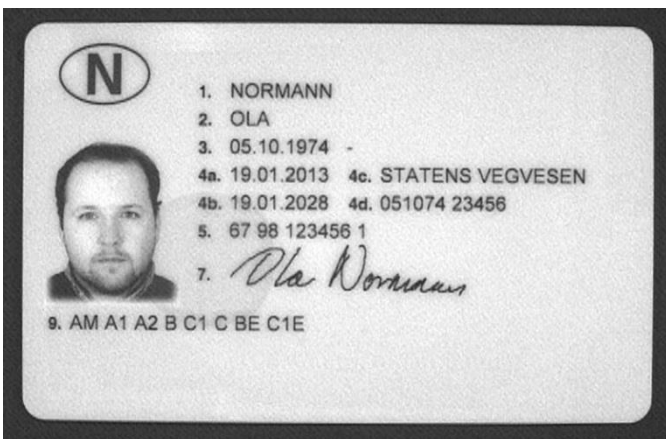 N
1. NORMANN
2. OLA
3. 05.10.1974 -
4a. 19.01.2013 4c. STATENS VEGVESEN
4b. 19.01.2028 4d. 051074 23456
5. 67 98 123456 1
7. Ola Normann
9. AM A1 A2 B C1 C BE C1E